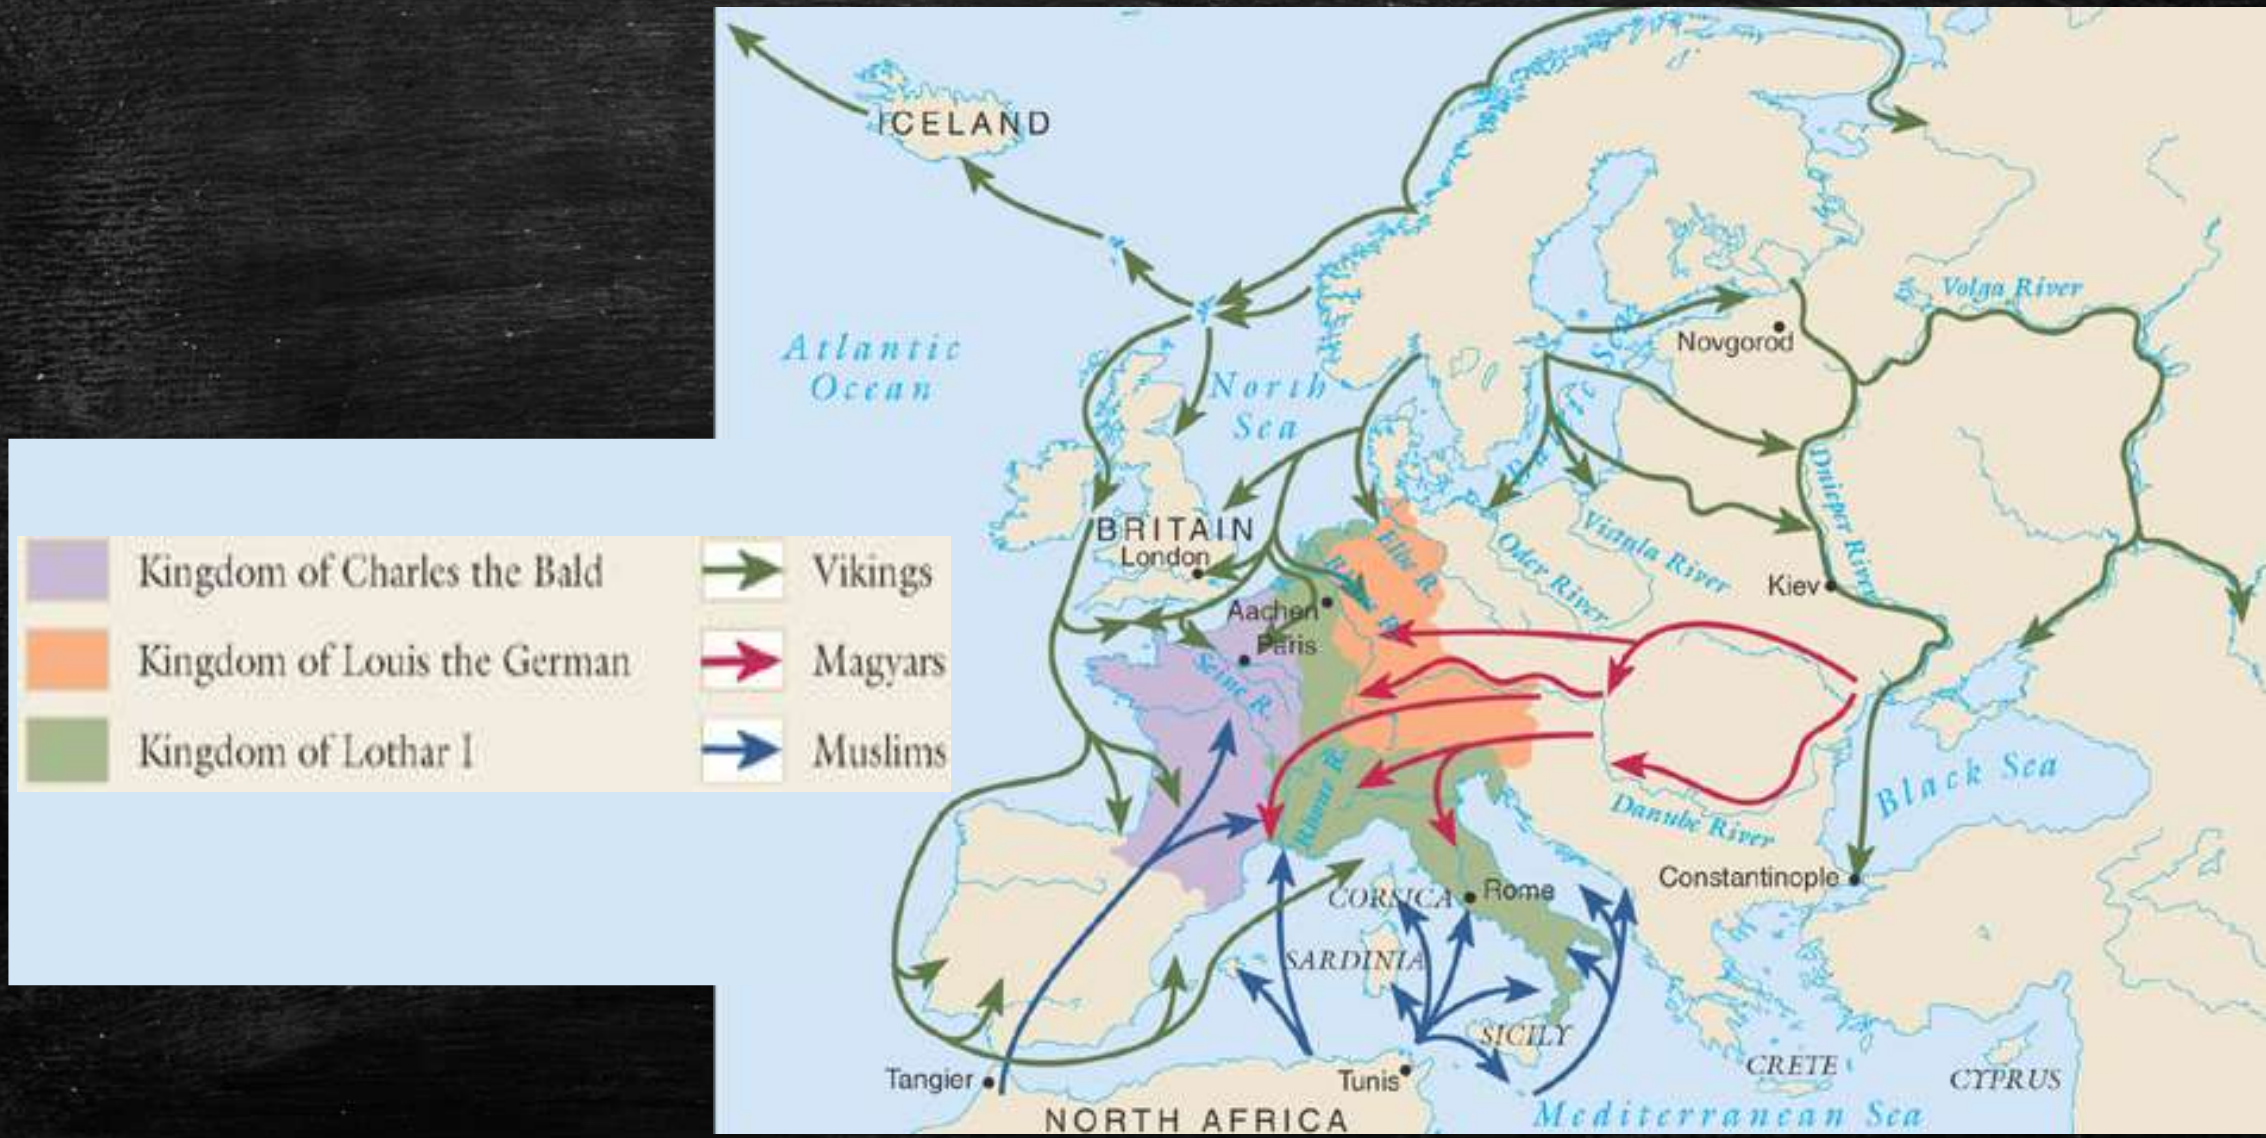 ICELAND
Atlantic
Ocean
North
Sea
Volga River
Novgorod
Dnieper River
BRITAIN
London
Elbe R.
Oder River
Vistula River
Kiev
Aachen
Paris
Seine R.
Kingdom of Charles the Bald
Kingdom of Louis the German
Kingdom of Lothar I
Vikings
Magyars
Muslims
Rhone R.
Danube River
Black Sea
Constantinople
CORSICA
Rome
SARDINIA
SICILY
CRETE
CYPRUS
Tangier
Tunis
NORTH AFRICA
Mediterranean Sea